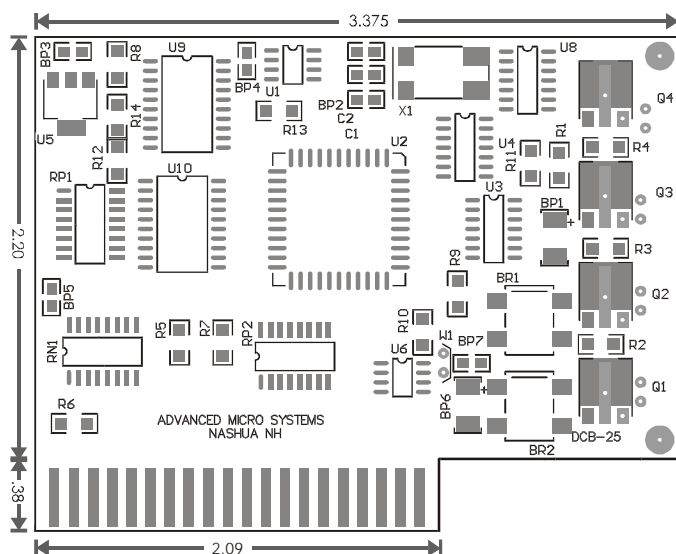 3.375
BP3
R8
U9
BP4
U1
BP2
C2
C1
X1
U8
Q4
U5
R14
R13
U2
U4
R11
R1
R4
R12
RP1
U10
U3
BP1
+
Q3
R3
2.20
R9
BR1
Q2
BP5
RN1
R5
R7
RP2
R10
W1
BP7
U6
R2
Q1
BP6
+
R6
ADVANCED MICRO SYSTEMS
NASHUA NH
DCB-25
BR2
.38
2.09